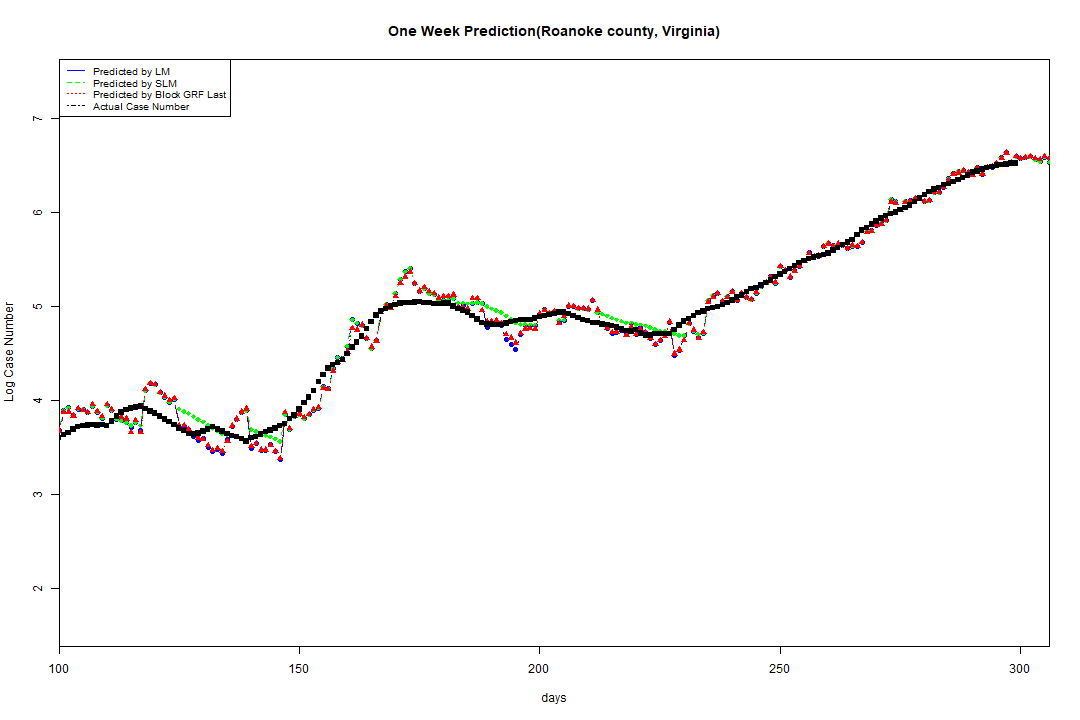 One Week Prediction(Roanoke county, Virginia)
Predicted by LM
Predicted by SLM
Predicted by Block GRF Last
Actual Case Number
Log Case Number
7
6
5
4
3
2
100 150 200 250 300
days